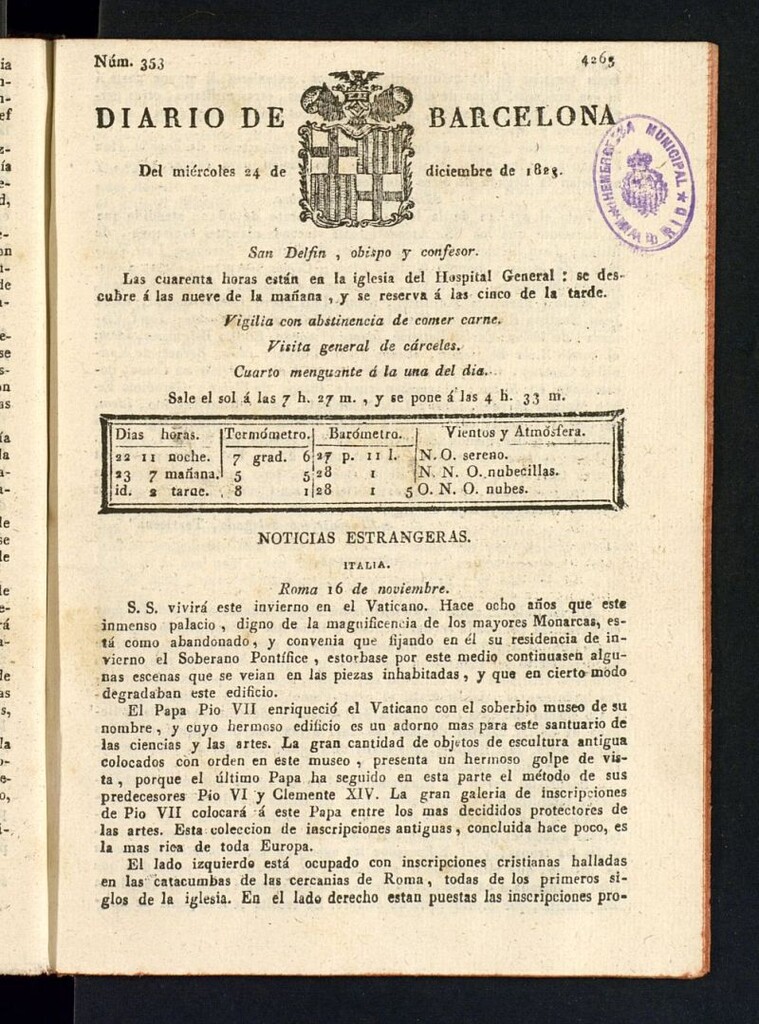 Núm. 353
4265
DIARIO DE BARCELONA
Del miércoles 24 de diciembre de 1823.
HEMEROTECA MUNICIPAL
MADRID
San Delfin , obispo y confesor.
Las cuarenta horas están en la iglesia del Hospital General : se des-
cubre á las nueve de la mañana , y se reserva á las cinco de la tarde.
Vigilia con abstinencia de comer carne.
Visita general de cárceles.
Cuarto menguante á la una del dia.
Sale el sol á las 7 h. 27 m. , y se pone á las 4 h. 33 m.
Dias horas. Termómetro. Barómetro. Vientos y Atmósfera.
22 11 noche. 7 grad. 6 27 p. 11 l. N. O. sereno.
23 7 mañana. 5 5 28 1 N. N. O. nubecillas.
id. 2 tarde. 8 1 28 1 5 O. N. O. nubes.
NOTICIAS ESTRANGERAS.
ITALIA.
Roma 16 de noviembre.
S. S. vivirá este invierno en el Vaticano. Hace ocho años que este
inmenso palacio , digno de la magnificencia de los mayores Monarcas, es-
tá como abandonado, y convenia que fijando en él su residencia de in-
vierno el Soberano Pontífice , estorbase por este medio continuasen algu-
nas escenas que se veian en las piezas inhabitadas, y que en cierto modo
degradaban este edificio.
El Papa Pio VII enriqueció el Vaticano con el soberbio museo de su
nombre, y cuyo hermoso edificio es un adorno mas para este santuario de
las ciencias y las artes. La gran cantidad de objetos de escultura antigua
colocados con orden en este museo , presenta un hermoso golpe de vis-
ta , porque el último Papa ha seguido en esta parte el método de sus
predecesores Pio VI y Clemente XIV. La gran galeria de inscripciones
de Pio VII colocará á este Papa entre los mas decididos protectores de
las artes. Esta coleccion de inscripciones antiguas, concluida hace poco, es
la mas rica de toda Europa.
El lado izquierdo está ocupado con inscripciones cristianas halladas
en las catacumbas de las cercanias de Roma, todas de los primeros si-
glos de la iglesia. En el lado derecho estan puestas las inscripciones pro-